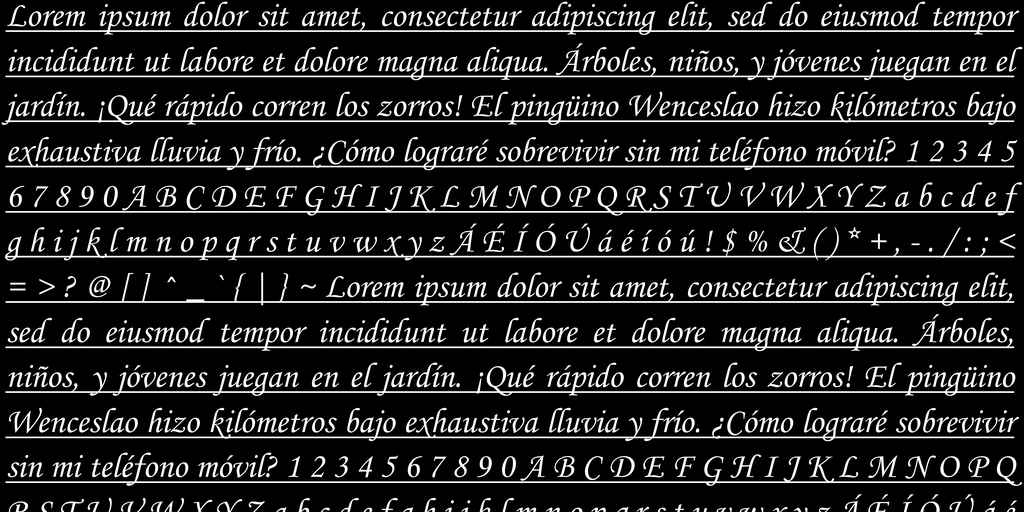 Lorem ipsum dolor sit amet, consectetur adipiscing elit, sed do eiusmod tempor
incididunt ut labore et dolore magna aliqua. Árboles, niños, y jóvenes juegan en el
jardín. ¡Qué rápido corren los zorros! El pingüino Wenceslao hizo kilómetros bajo
exhaustiva lluvia y frío. ¿Cómo lograré sobrevivir sin mi teléfono móvil? 1 2 3 4 5
6 7 8 9 0 A B C D E F G H I J K L M N O P Q R S T U V W X Y Z a b c d e f
g h i j k l m n o p q r s t u v w x y z Á É Í Ó Ú á é í ó ú ! $ % & ( ) * + , - . / : ; <
= > ? @ [ ] ^ _ ` { | } ~ Lorem ipsum dolor sit amet, consectetur adipiscing elit,
sed do eiusmod tempor incididunt ut labore et dolore magna aliqua. Árboles,
niños, y jóvenes juegan en el jardín. ¡Qué rápido corren los zorros! El pingüino
Wenceslao hizo kilómetros bajo exhaustiva lluvia y frío. ¿Cómo lograré sobrevivir
sin mi teléfono móvil? 1 2 3 4 5 6 7 8 9 0 A B C D E F G H I J K L M N O P Q
R S T U V W X Y Z a b c d e f g h i j k l m n o p q r s t u v w x y z Á É Í Ó Ú á é